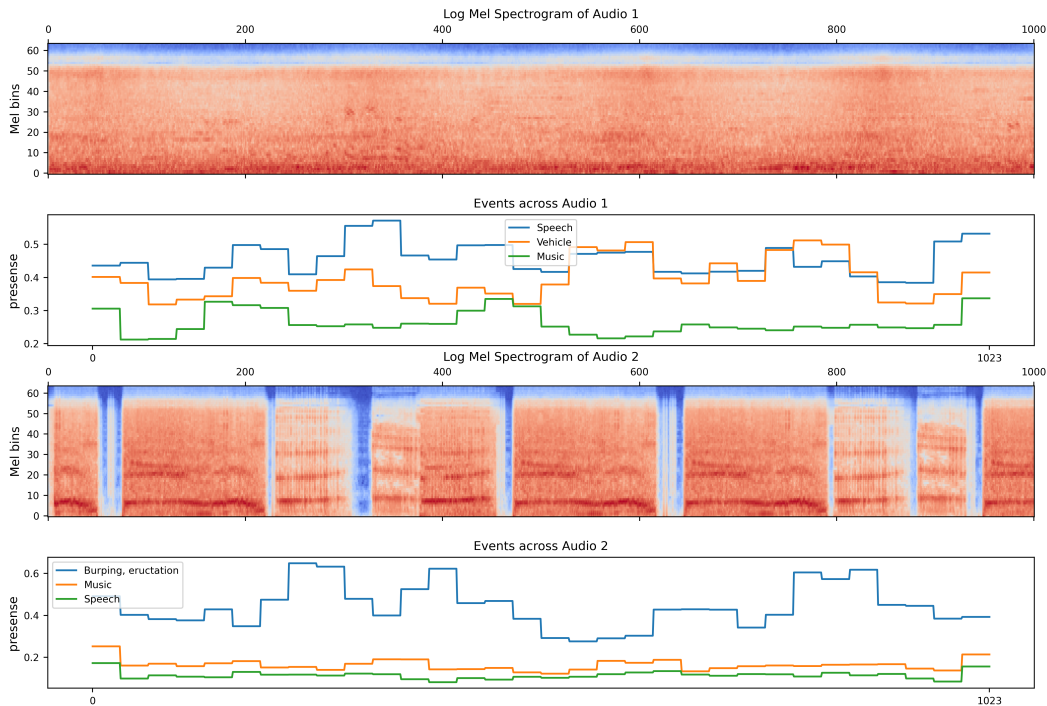 Log Mel Spectrogram of Audio 1
0 200 400 600 800 1000
60
50
40
30
20
10
0
Mel bins
Events across Audio 1
Speech
Vehicle
Music
0.5
0.4
0.3
0.2
presense
0 1023
Log Mel Spectrogram of Audio 2
0 200 400 600 800 1000
60
50
40
30
20
10
0
Mel bins
Events across Audio 2
Burping, eructation
Music
Speech
0.6
0.4
0.2
presense
0 1023